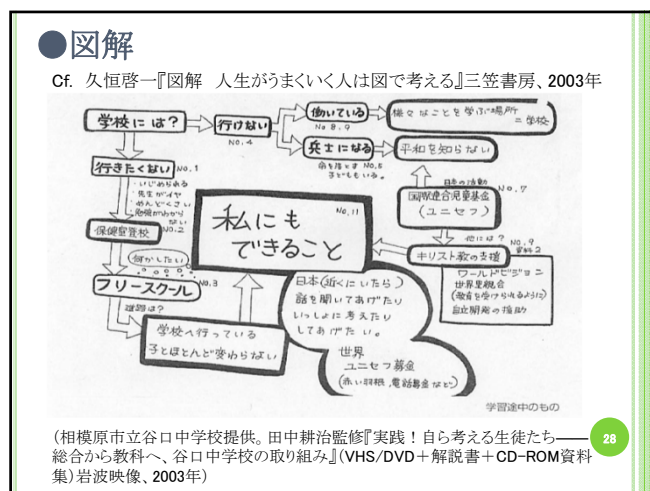 ●図解
Cf. 久恒啓一『図解 人生がうまくいく人は図で考える』三笠書房、2003年
学校には?
行けない
No.4
働いている
No 8.9
様々なことを学ぶ場所
=学校
兵士になる
No.5
子どももいる。
平和を知らない
行きたくない
No.1
・いじめられる
・先生がイヤ
・めんどくさい
・勉強がわから
ない
保健室登校
No.2
何かしたい
フリースクール
No.3
進路は?
学校へ行っている
子とほとんど変わらない
私にも
できること
No.11
日本の活動
No.7
国際連合児童基金
(ユニセフ)
他には?
No.9
資料2
キリスト教の支援
ワールドビジョン
世界里親会
(教育を受けられるように)
自立開発の援助
日本(近くにいたら)
話を聞いてあげたり
いっしょに考えたり
してあげたい。
世界
ユニセフ募金
(赤い羽根、電話募金など)
学習途中のもの
(相模原市立谷口中学校提供。田中耕治監修『実践!自ら考える生徒たち――
総合から教科へ、谷口中学校の取り組み』(VHS/DVD+解説書+CD-ROM資料
集)岩波映像、2003年)
28